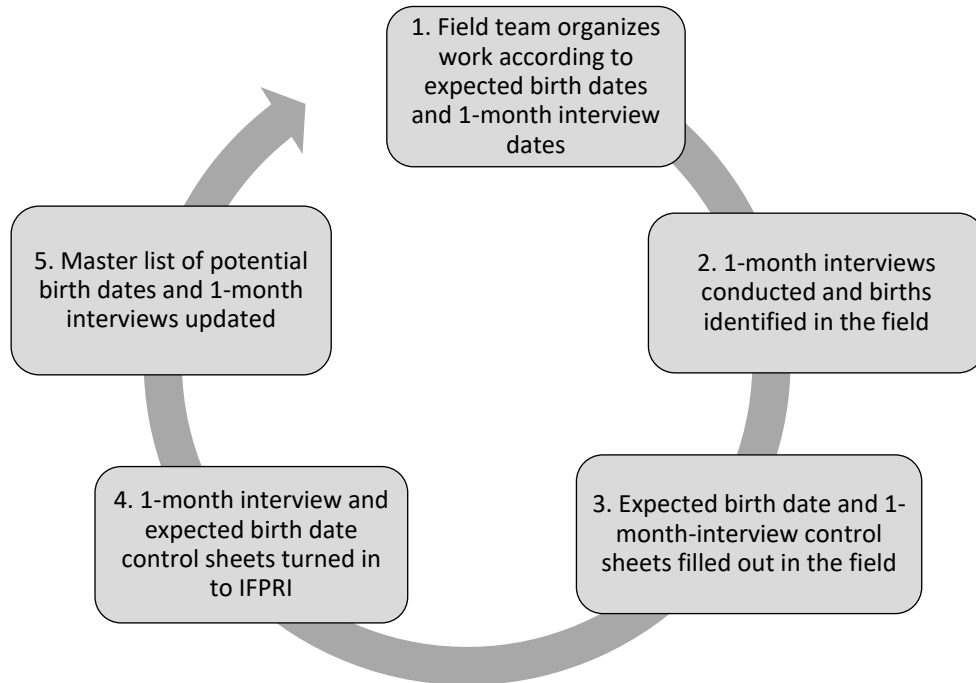 1. Field team organizes
work according to
expected birth dates
and 1-month interview
dates
2. 1-month interviews
conducted and births
identified in the field
3. Expected birth date and 1-
month-interview control
sheets filled out in the field
4. 1-month interview and
expected birth date
control sheets turned in
to IFPRI
5. Master list of potential
birth dates and 1-month
interviews updated